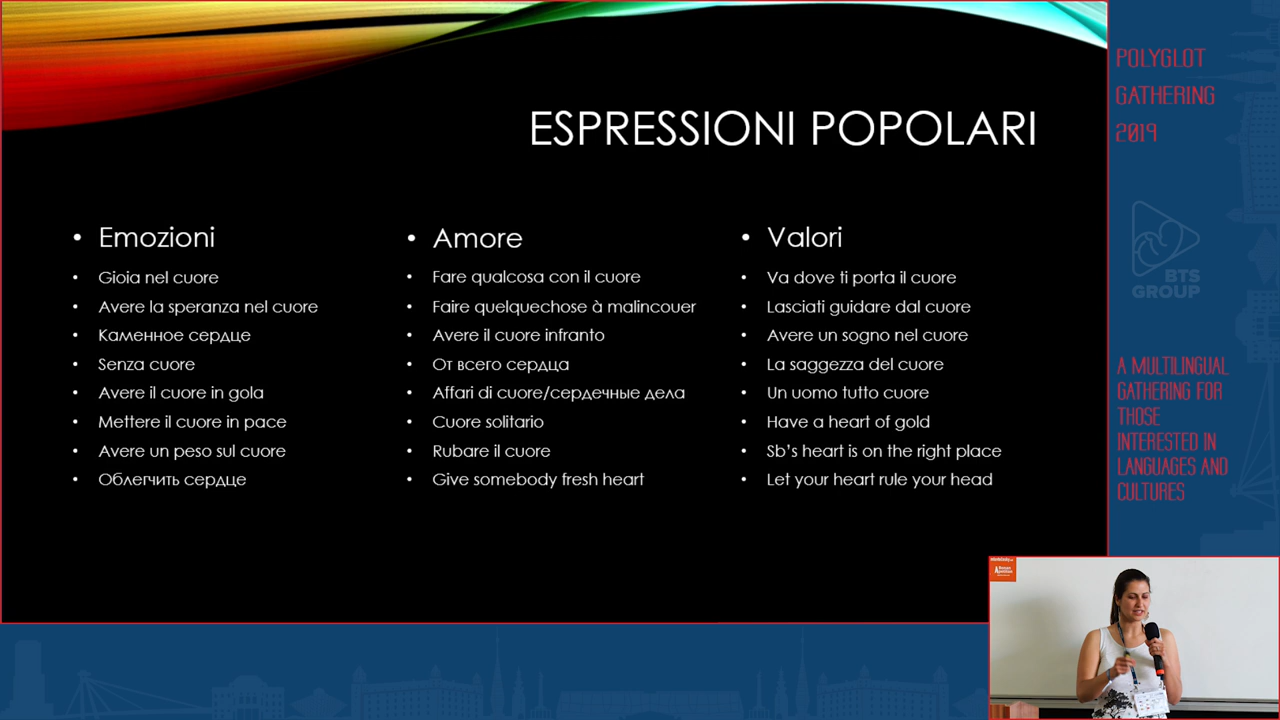 ESPRESSIONI POPOLARI
• Emozioni
• Gioia nel cuore
• Avere la speranza nel cuore
• Каменное сердце
• Senza cuore
• Avere il cuore in gola
• Mettere il cuore in pace
• Avere un peso sul cuore
• Облегчить сердце
• Amore
• Fare qualcosa con il cuore
• Faire quelquechose à malincouer
• Avere il cuore infranto
• От всего сердца
• Affari di cuore/сердечные дела
• Cuore solitario
• Rubare il cuore
• Give somebody fresh heart
• Valori
• Va dove ti porta il cuore
• Lasciati guidare dal cuore
• Avere un sogno nel cuore
• La saggezza del cuore
• Un uomo tutto cuore
• Have a heart of gold
• Sb's heart is on the right place
• Let your heart rule your head
POLYGLOT
GATHERING
2019
BTS
GROUP
A MULTILINGUAL
GATHERING FOR
THOSE
INTERESTED IN
LANGUAGES AND
CULTURES